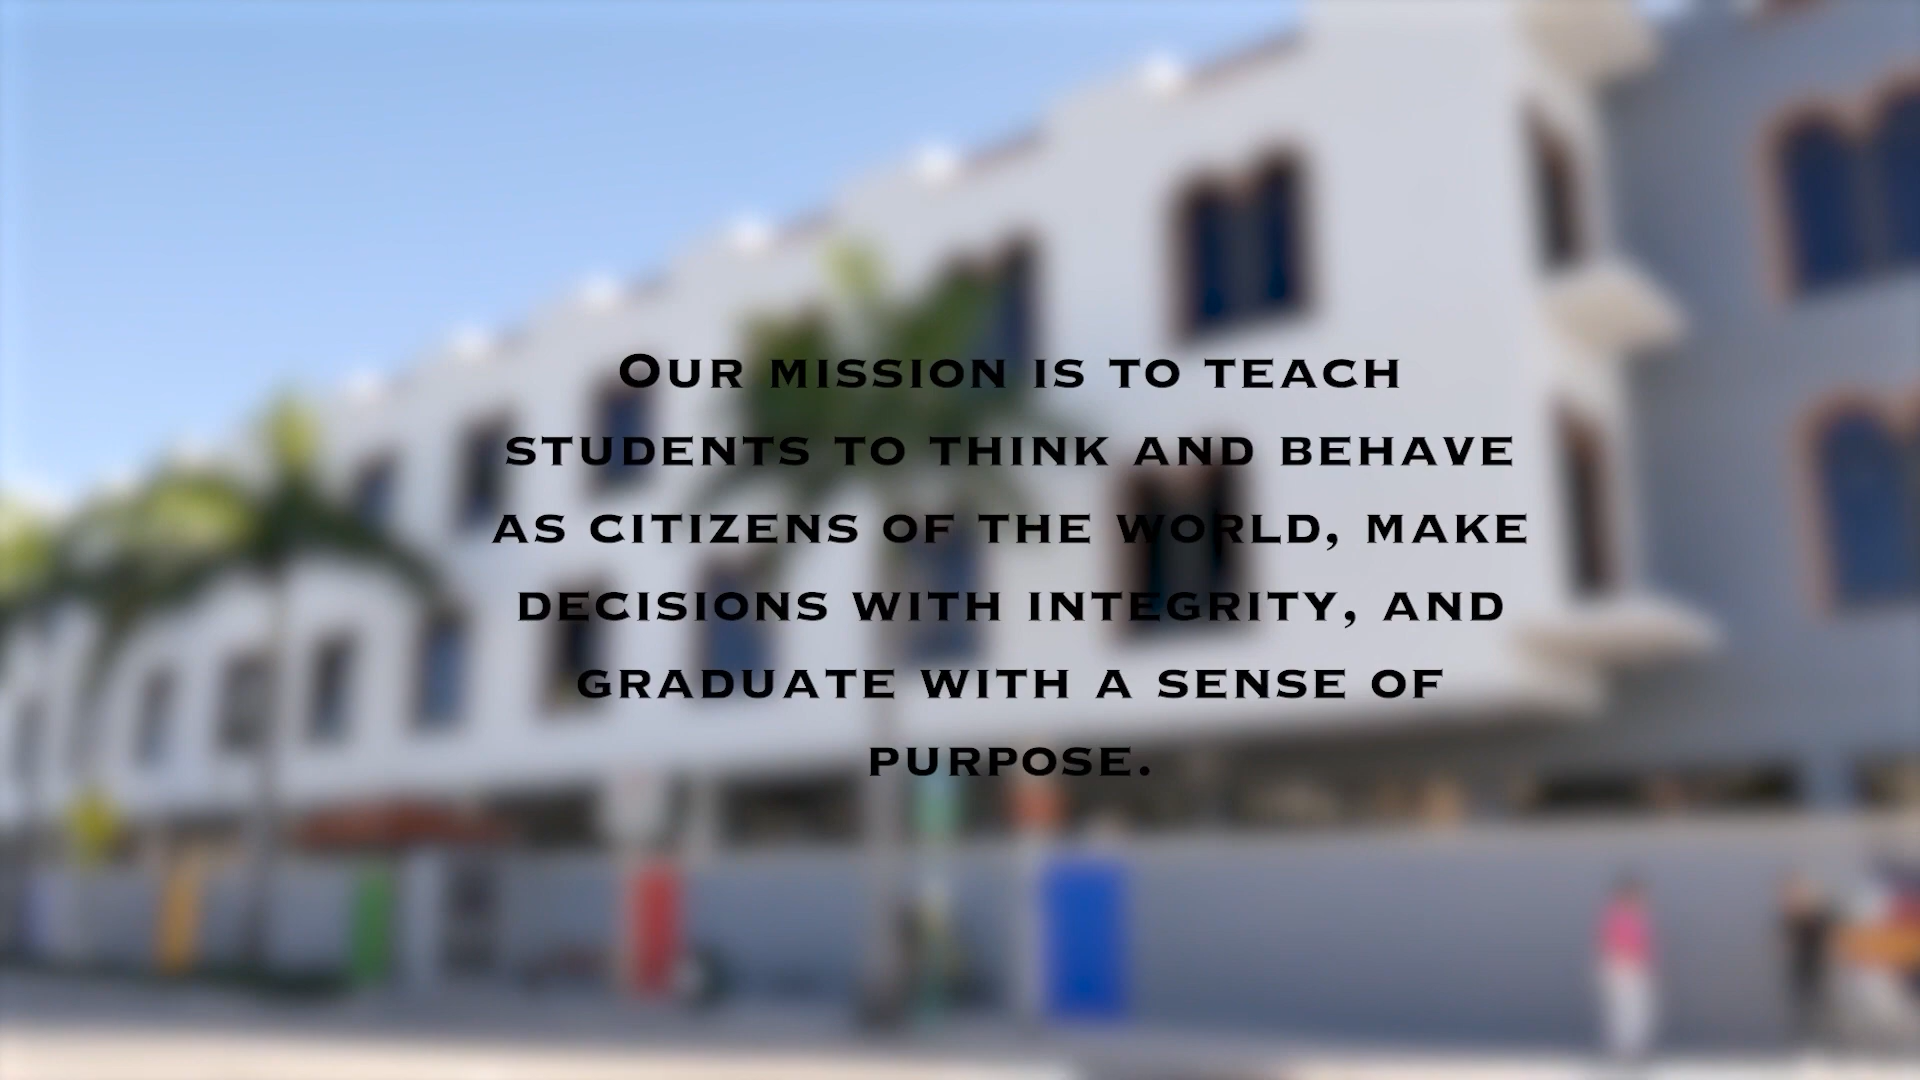 Our mission is to teach
students to think and behave
as citizens of the world, make
decisions with integrity, and
graduate with a sense of
purpose.